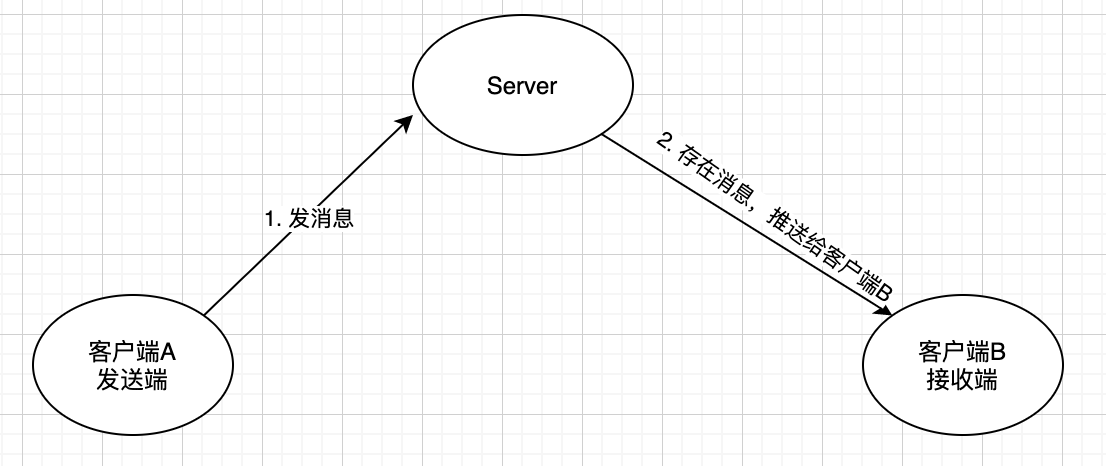 Server
1. 发消息
2. 存在消息，推送给客户端B
客户端A
发送端
客户端B
接收端